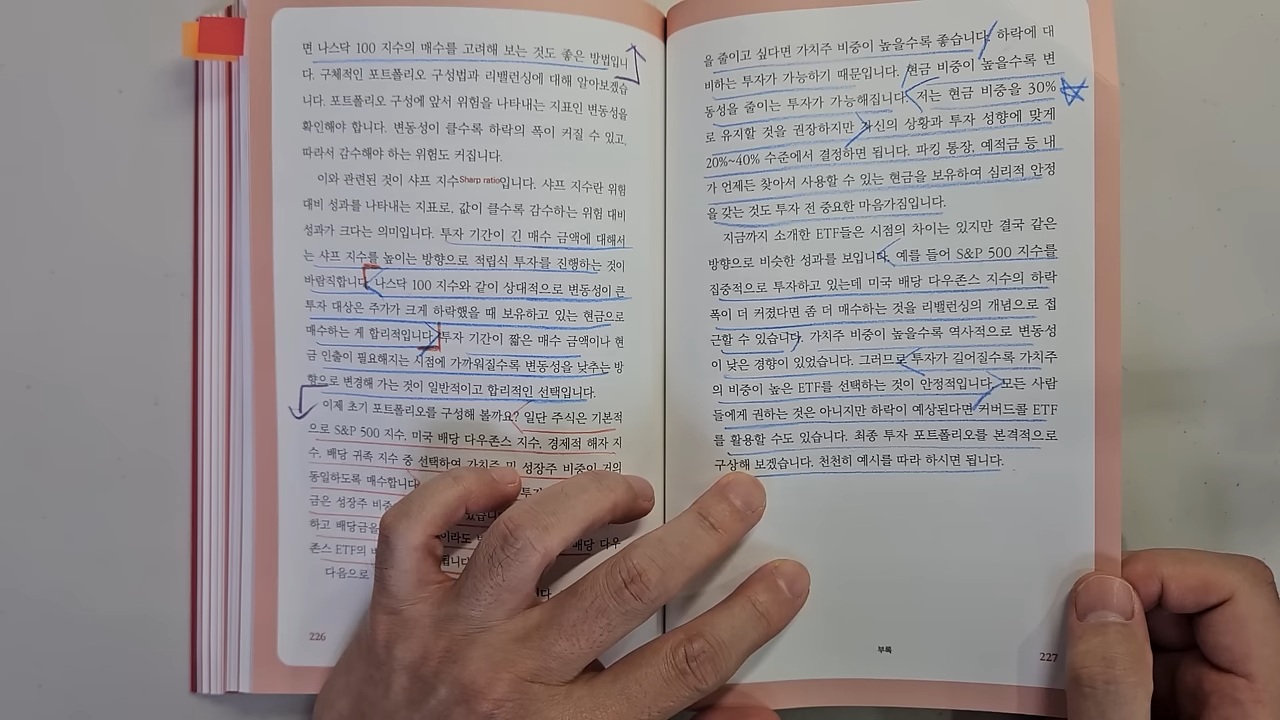 면 나스닥 100 지수의 매수를 고려해 보는 것도 좋은 방법입니
다. 구체적인 포트폴리오 구성법과 리밸런싱에 대해 알아보겠습
니다. 포트폴리오 구성에 앞서 위험을 나타내는 지표인 변동성을
확인해야 합니다. 변동성이 클수록 하락의 폭이 커질 수 있고,
따라서 감수해야 하는 위험도 커집니다.
이와 관련된 것이 샤프 지수Sharp ratio입니다. 샤프 지수란 위험
대비 성과를 나타내는 지표로, 값이 클수록 감수하는 위험 대비
성과가 크다는 의미입니다. 투자 기간이 긴 매수 금액에 대해서
는 샤프 지수를 높이는 방향으로 적립식 투자를 진행하는 것이
바람직합니다. 나스닥 100 지수와 같이 상대적으로 변동성이 큰
투자 대상은 주가가 크게 하락했을 때 보유하고 있는 현금으로
매수하는 게 합리적입니다. 투자 기간이 짧은 매수 금액이나 현
금 인출이 필요해지는 시점에 가까워질수록 변동성을 낮추는 방
향으로 변경해 가는 것이 일반적이고 합리적인 선택입니다.
이제 초기 포트폴리오를 구성해 볼까요? 일단 주식은 기본적
으로 S&P 500 지수, 미국 배당 다우존스 지수, 경제적 해자 지
수, 배당 귀족 지수 중 선택하여 가치주 및 성장주 비중이 거의
동일하도록 매수합니다.
금은 성장주 비중
하고 배당금을 배당 다우
존스 ETF의
다음으로
226
을 줄이고 싶다면 가치주 비중이 높을수록 좋습니다. 하락에 대
비하는 투자가 가능하기 때문입니다. 현금 비중이 높을수록 변
동성을 줄이는 투자가 가능해집니다. 저는 현금 비중을 30%
로 유지할 것을 권장하지만 자신의 상황과 투자 성향에 맞게
20%~40% 수준에서 결정하면 됩니다. 파킹 통장, 예적금 등 내
가 언제든 찾아서 사용할 수 있는 현금을 보유하여 심리적 안정
을 갖는 것도 투자 전 중요한 마음가짐입니다.
지금까지 소개한 ETF들은 시점의 차이는 있지만 결국 같은
방향으로 비슷한 성과를 보입니다. 예를 들어 S&P 500 지수를
집중적으로 투자하고 있는데 미국 배당 다우존스 지수의 하락
폭이 더 커졌다면 좀 더 매수하는 것을 리밸런싱의 개념으로 접
근할 수 있습니다. 가치주 비중이 높을수록 역사적으로 변동성
이 낮은 경향이 있었습니다. 그러므로 투자가 길어질수록 가치주
의 비중이 높은 ETF를 선택하는 것이 안정적입니다. 모든 사람
들에게 권하는 것은 아니지만 하락이 예상된다면 커버드콜 ETF
를 활용할 수도 있습니다. 최종 투자 포트폴리오를 본격적으로
구상해 보겠습니다. 천천히 예시를 따라 하시면 됩니다.
부록
227